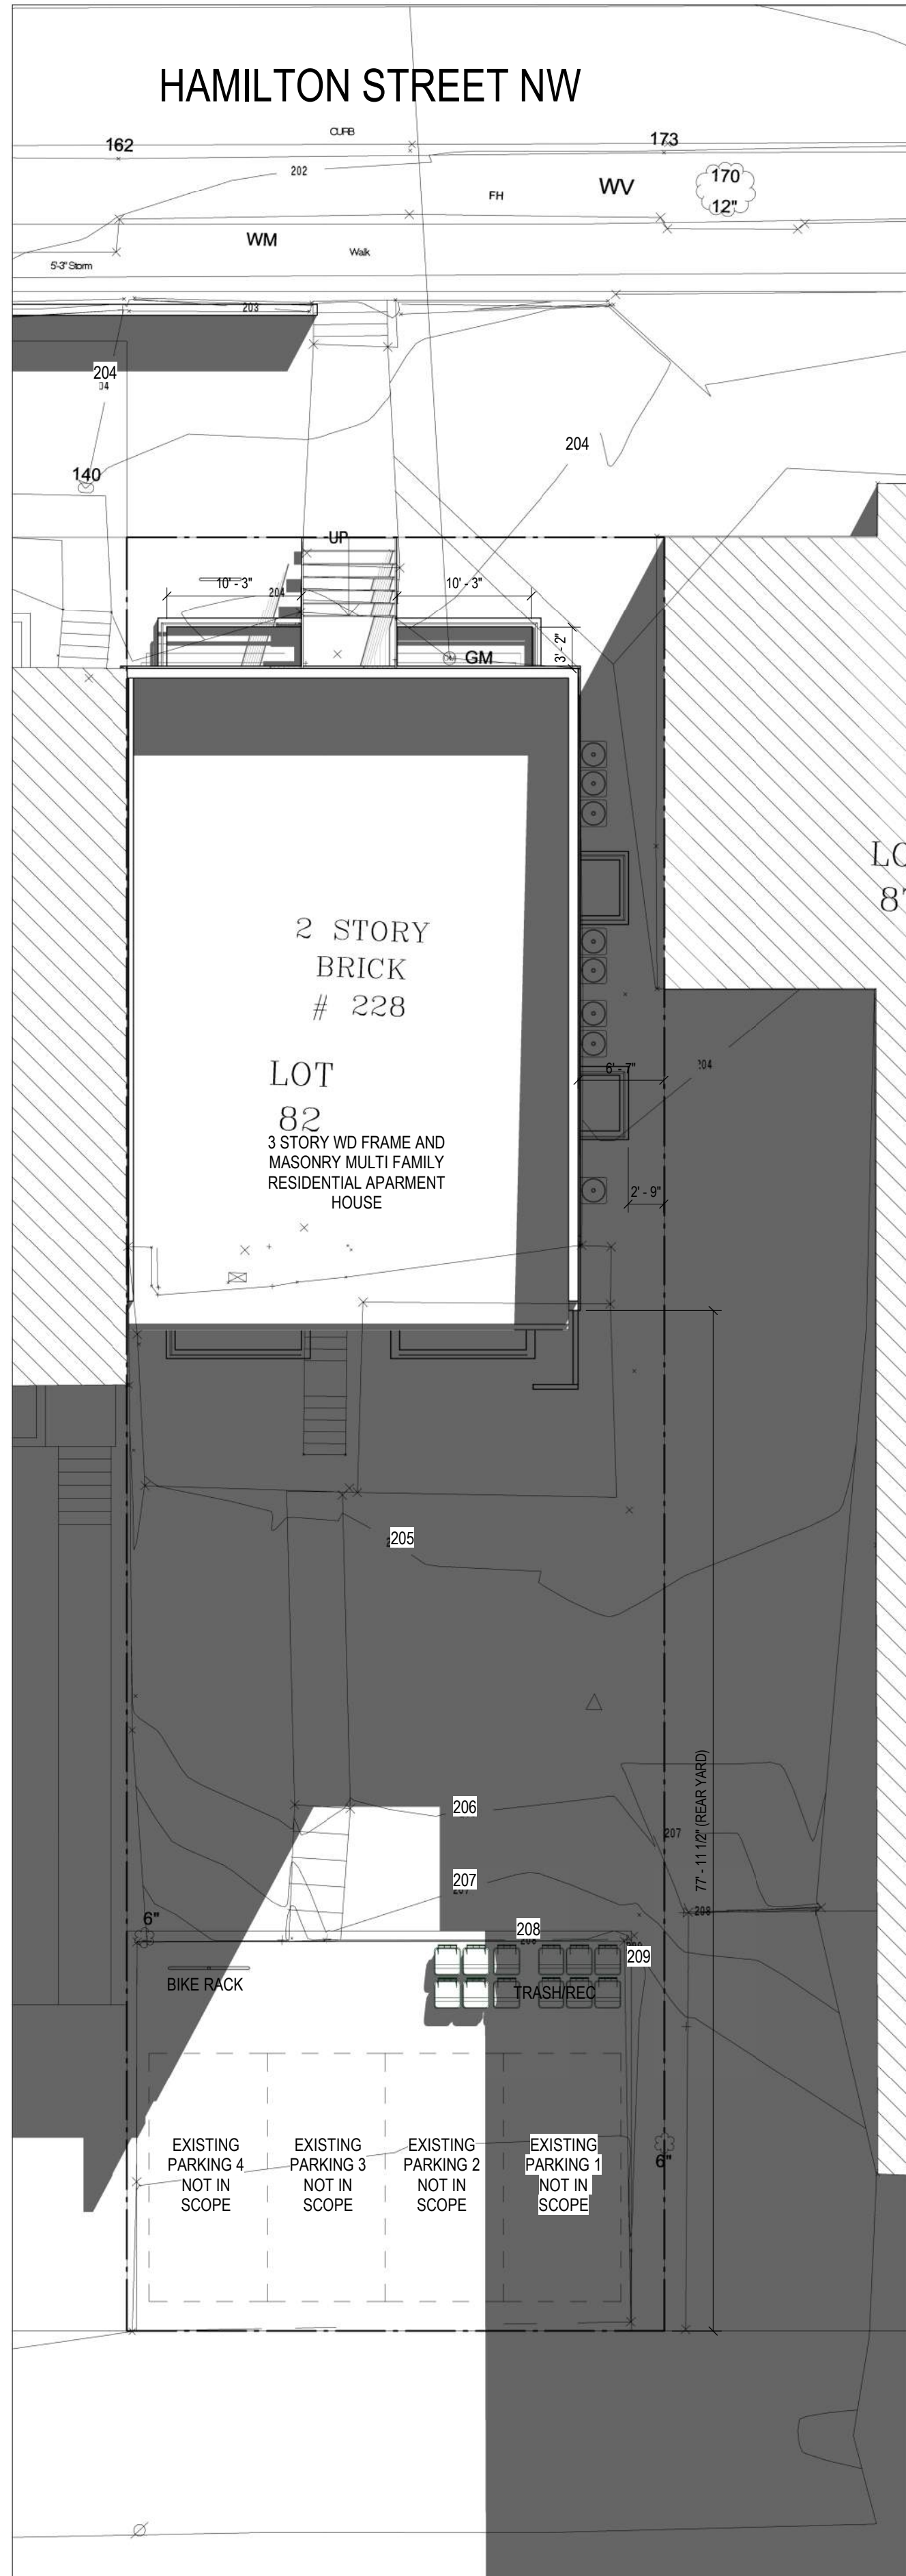 HAMILTON STREET NW
CURB
162
173
202
170
12"
FH
WV
WM
Walk
5'-3" Storm
203
204
204
140
UP
10' - 3"
10' - 3"
204
3' - 2"
GM
LO
2 STORY
BRICK
# 228
LOT
82
6' - 7"
3 STORY WD FRAME AND
MASONRY MULTI FAMILY
RESIDENTIAL APARMENT
HOUSE
2' - 9"
205
77' - 11 1/2" (REAR YARD)
206
207
207
208
208
6"
209
BIKE RACK
TRASH/REC
EXISTING
PARKING 4
NOT IN
SCOPE
EXISTING
PARKING 3
NOT IN
SCOPE
EXISTING
PARKING 2
NOT IN
SCOPE
EXISTING
PARKING 1
NOT IN
SCOPE
6"